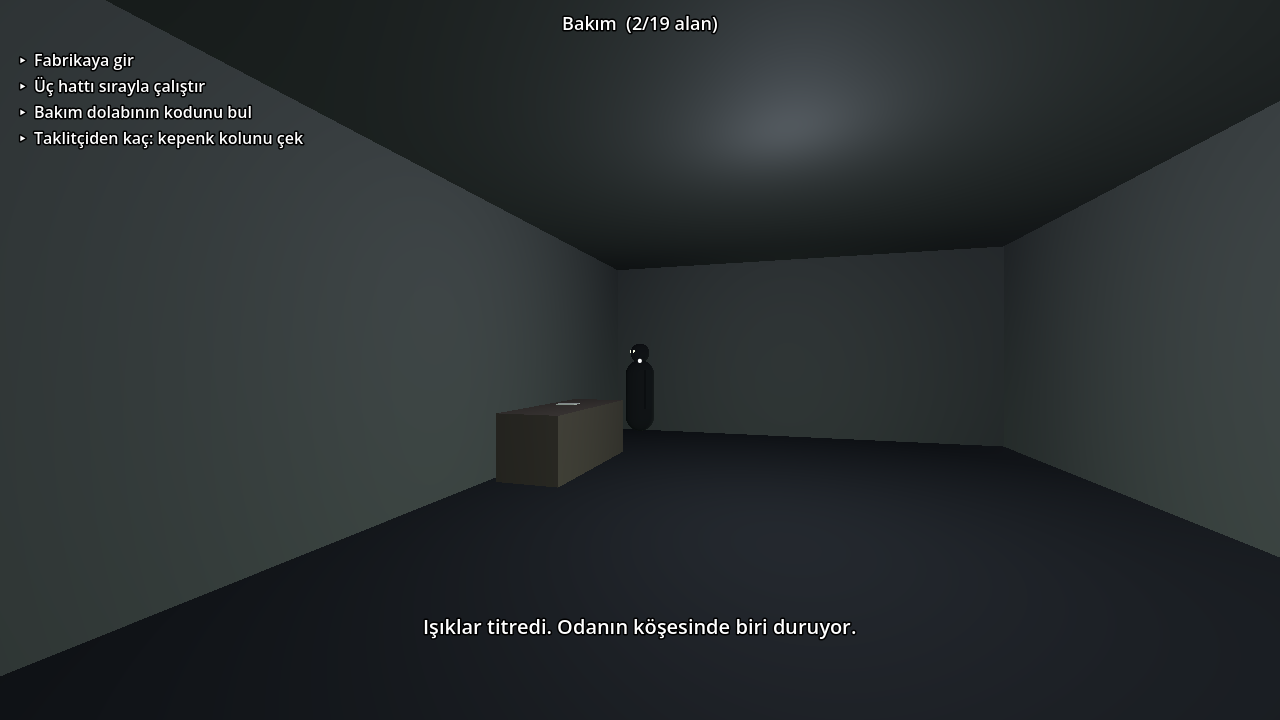 Bakım (2/19 alan)
‣ Fabrikaya gir
‣ Üç hattı sırayla çalıştır
‣ Bakım dolabının kodunu bul
‣ Taklitçiden kaç: kepenk kolunu çek
Işıklar titredi. Odanın köşesinde biri duruyor.